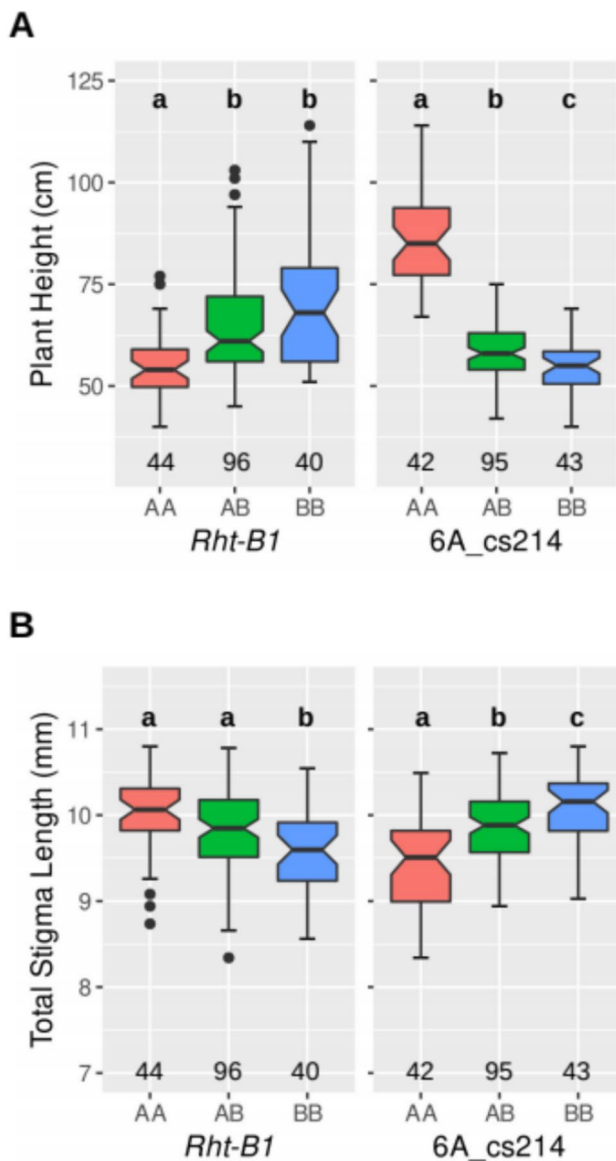 A
Plant Height (cm)
125
100
75
50
a b b
44 96 40
AA AB BB
Rht-B1
a b c
42 95 43
AA AB BB
6A_cs214
B
Total Stigma Length (mm)
11
10
9
8
7
a a b
44 96 40
AA AB BB
Rht-B1
a b c
42 95 43
AA AB BB
6A_cs214